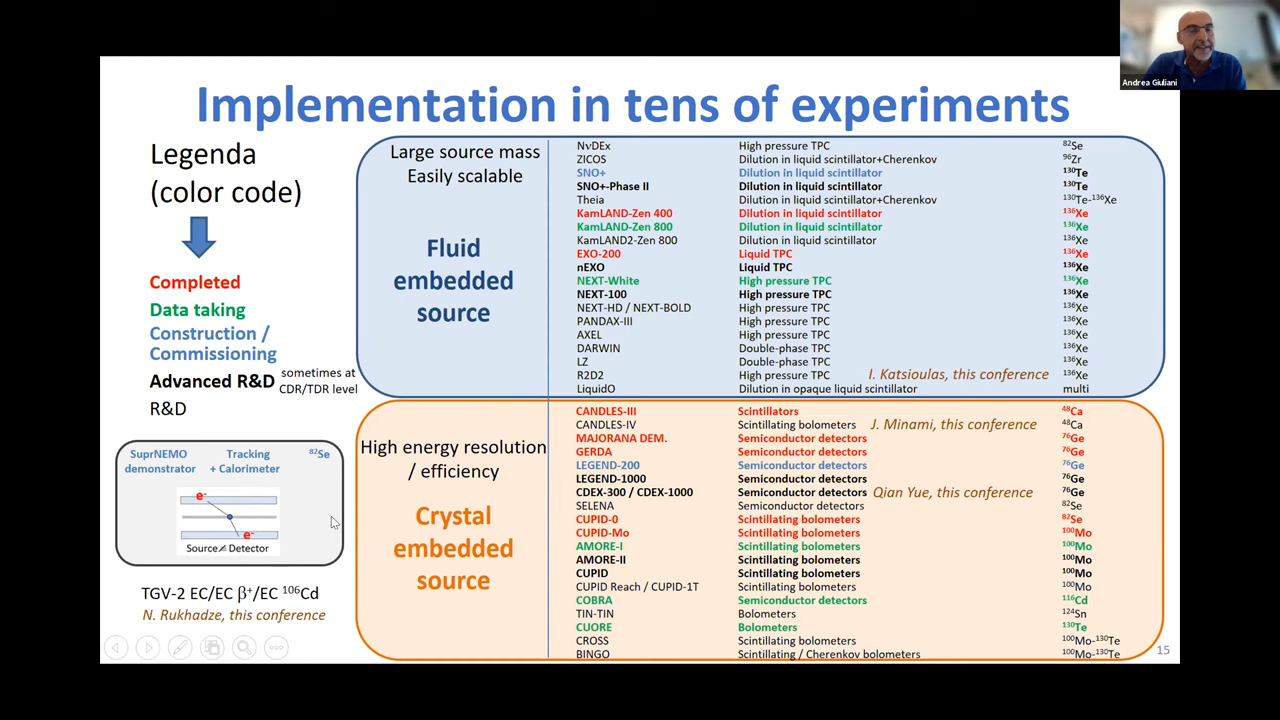 Andrea Giuliani
Implementation in tens of experiments
Legenda
(color code)
Completed
Data taking
Construction /
Commissioning
Advanced R&D sometimes at CDR/TDR level
R&D
SuprNEMO demonstrator Tracking + Calorimeter ⁸²Se
e⁻
e⁻
Source ≠ Detector
TGV-2 EC/EC β⁺/EC ¹⁰⁶Cd
N. Rukhadze, this conference
Large source mass
Easily scalable
Fluid
embedded
source
NνDEx High pressure TPC ⁸²Se
ZICOS Dilution in liquid scintillator+Cherenkov ⁹⁶Zr
SNO+ Dilution in liquid scintillator ¹³⁰Te
SNO+-Phase II Dilution in liquid scintillator ¹³⁰Te
Theia Dilution in liquid scintillator+Cherenkov ¹³⁰Te-¹³⁶Xe
KamLAND-Zen 400 Dilution in liquid scintillator ¹³⁶Xe
KamLAND-Zen 800 Dilution in liquid scintillator ¹³⁶Xe
KamLAND2-Zen 800 Dilution in liquid scintillator ¹³⁶Xe
EXO-200 Liquid TPC ¹³⁶Xe
nEXO Liquid TPC ¹³⁶Xe
NEXT-White High pressure TPC ¹³⁶Xe
NEXT-100 High pressure TPC ¹³⁶Xe
NEXT-HD / NEXT-BOLD High pressure TPC ¹³⁶Xe
PANDAX-III High pressure TPC ¹³⁶Xe
AXEL High pressure TPC ¹³⁶Xe
DARWIN Double-phase TPC ¹³⁶Xe
LZ Double-phase TPC ¹³⁶Xe
R2D2 High pressure TPC I. Katsioulas, this conference ¹³⁶Xe
LiquidO Dilution in opaque liquid scintillator multi
High energy resolution
/ efficiency
Crystal
embedded
source
CANDLES-III Scintillators ⁴⁸Ca
CANDLES-IV Scintillating bolometers J. Minami, this conference ⁴⁸Ca
MAJORANA DEM. Semiconductor detectors ⁷⁶Ge
GERDA Semiconductor detectors ⁷⁶Ge
LEGEND-200 Semiconductor detectors ⁷⁶Ge
LEGEND-1000 Semiconductor detectors ⁷⁶Ge
CDEX-300 / CDEX-1000 Semiconductor detectors Qian Yue, this conference ⁷⁶Ge
SELENA Semiconductor detectors ⁸²Se
CUPID-0 Scintillating bolometers ⁸²Se
CUPID-Mo Scintillating bolometers ¹⁰⁰Mo
AMORE-I Scintillating bolometers ¹⁰⁰Mo
AMORE-II Scintillating bolometers ¹⁰⁰Mo
CUPID Scintillating bolometers ¹⁰⁰Mo
CUPID Reach / CUPID-1T Scintillating bolometers ¹⁰⁰Mo
COBRA Semiconductor detectors ¹¹⁶Cd
TIN-TIN Bolometers ¹²⁴Sn
CUORE Bolometers ¹³⁰Te
CROSS Scintillating bolometers ¹⁰⁰Mo-¹³⁰Te
BINGO Scintillating / Cherenkov bolometers ¹⁰⁰Mo-¹³⁰Te
15